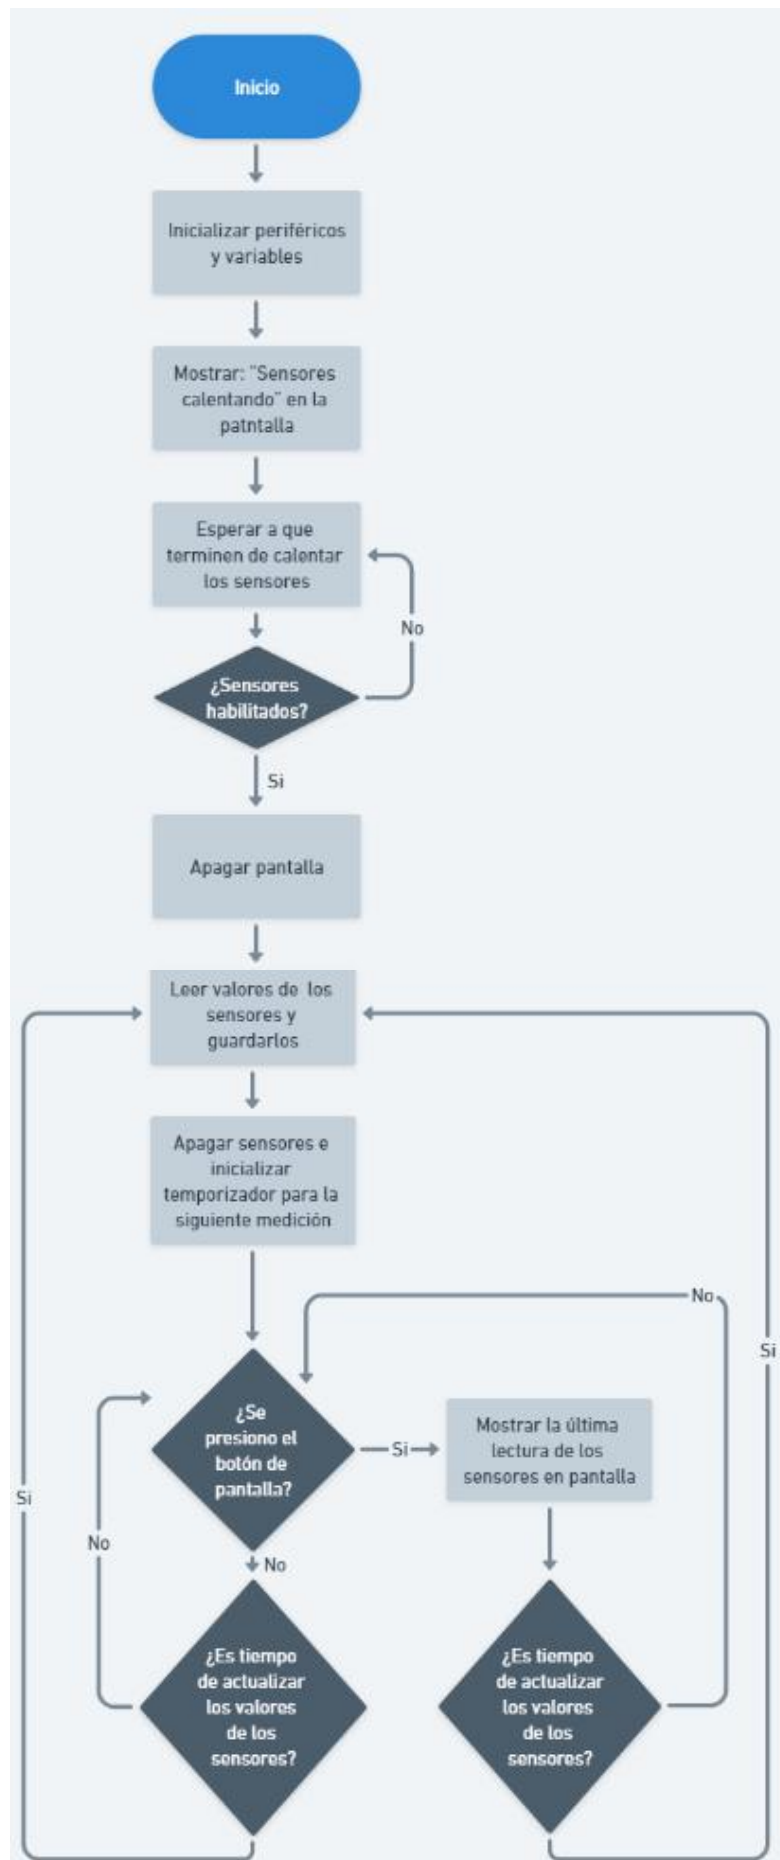 Inicio
Inicializar periféricos
y variables
Mostrar: "Sensores
calentando" en la
patntalla
Esperar a que
terminen de calentar
los sensores
No
¿Sensores
habilitados?
Si
Apagar pantalla
Leer valores de los
sensores y
guardarlos
Apagar sensores e
inicializar
temporizador para la
siguiente medición
No
Si
¿Se
presiono el
botón de
pantalla?
Si
Mostrar la última
lectura de los
sensores en pantalla
Si
No
No
¿Es tiempo
de actualizar
los valores
de los
sensores?
¿Es tiempo
de actualizar
los valores
de los
sensores?